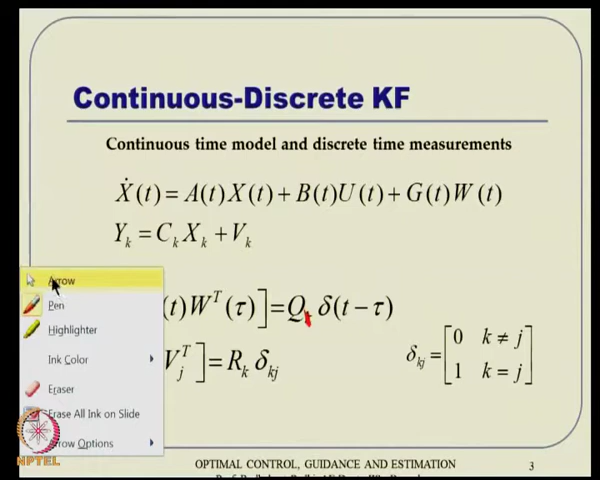 Continuous-Discrete KF
Continuous time model and discrete time measurements
Ẋ(t) = A(t)X(t) + B(t)U(t) + G(t)W(t)
Y_k = C_k X_k + V_k
(t)W^T(τ)] = Q_t δ(t − τ)
V_j^T] = R_k δ_kj
δ_kj = [0 k ≠ j
1 k = j]
Arrow
Pen
Highlighter
Ink Color
Eraser
Erase All Ink on Slide
Arrow Options
NPTEL
OPTIMAL CONTROL, GUIDANCE AND ESTIMATION
3